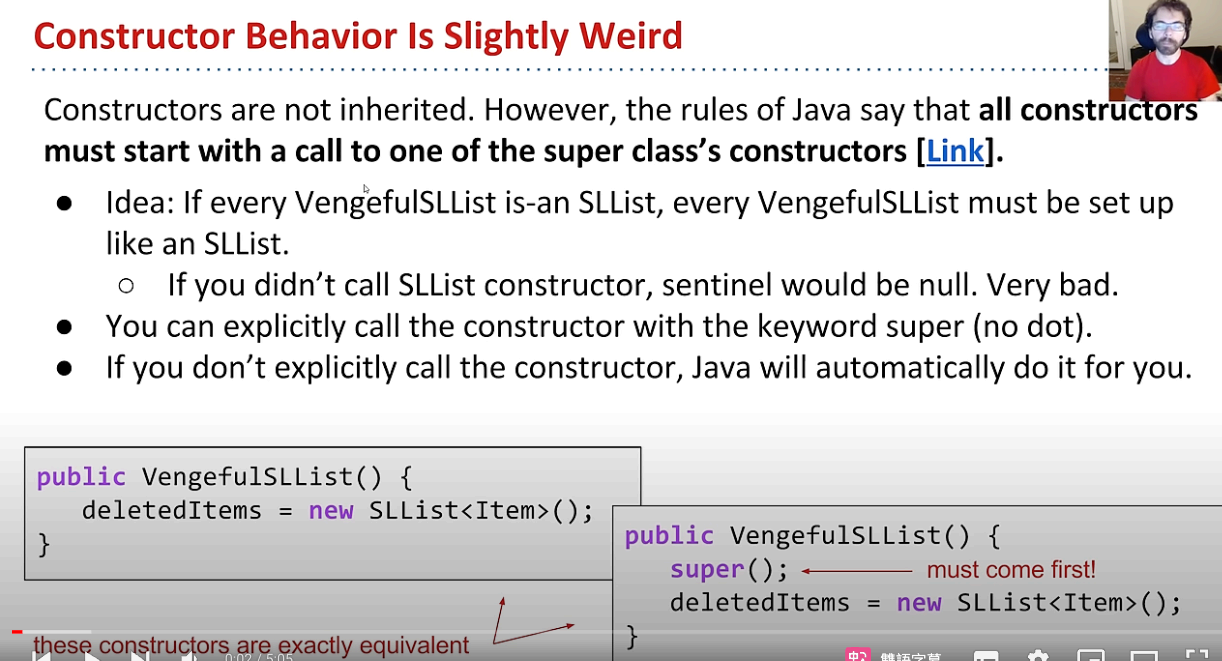 Constructor Behavior Is Slightly Weird
Constructors are not inherited. However, the rules of Java say that all constructors
must start with a call to one of the super class's constructors [Link].
● Idea: If every VengefulSLList is-an SLList, every VengefulSLList must be set up
like an SLList.
○ If you didn't call SLList constructor, sentinel would be null. Very bad.
● You can explicitly call the constructor with the keyword super (no dot).
● If you don't explicitly call the constructor, Java will automatically do it for you.
public VengefulSLList() {
deletedItems = new SLList<Item>();
}
public VengefulSLList() {
super();
must come first!
deletedItems = new SLList<Item>();
}
these constructors are exactly equivalent
0:02 / 5:05
雙語字幕